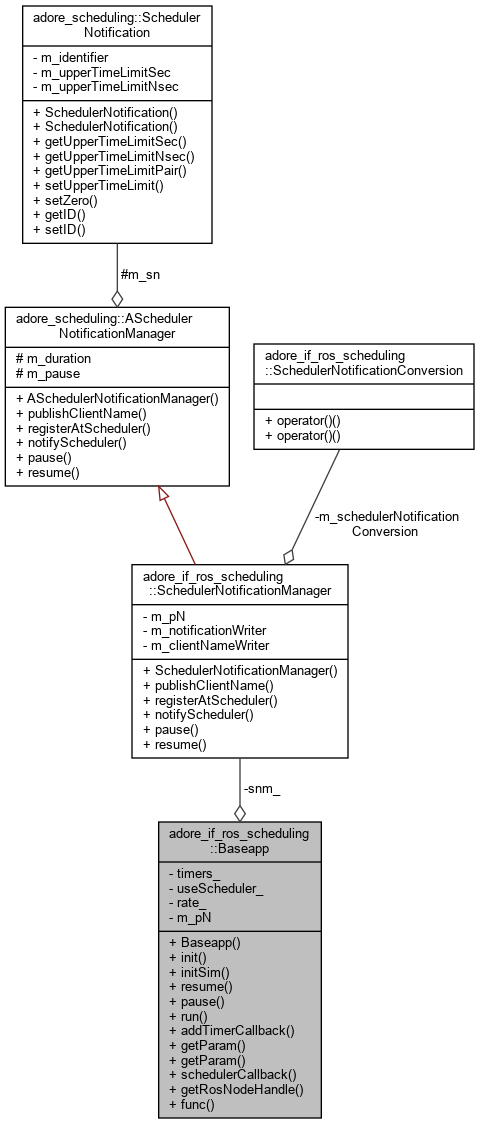 adore_scheduling::Scheduler
Notification
- m_identifier
- m_upperTimeLimitSec
- m_upperTimeLimitNsec
+ SchedulerNotification()
+ SchedulerNotification()
+ getUpperTimeLimitSec()
+ getUpperTimeLimitNsec()
+ getUpperTimeLimitPair()
+ setUpperTimeLimit()
+ setZero()
+ getID()
+ setID()
#m_sn
adore_scheduling::AScheduler
NotificationManager
# m_duration
# m_pause
+ ASchedulerNotificationManager()
+ publishClientName()
+ registerAtScheduler()
+ notifyScheduler()
+ pause()
+ resume()
adore_if_ros_scheduling
::SchedulerNotificationConversion
+ operator()()
+ operator()()
-m_schedulerNotification
Conversion
adore_if_ros_scheduling
::SchedulerNotificationManager
- m_pN
- m_notificationWriter
- m_clientNameWriter
+ SchedulerNotificationManager()
+ publishClientName()
+ registerAtScheduler()
+ notifyScheduler()
+ pause()
+ resume()
-snm_
adore_if_ros_scheduling
::Baseapp
- timers_
- useScheduler_
- rate_
- m_pN
+ Baseapp()
+ init()
+ initSim()
+ resume()
+ pause()
+ run()
+ addTimerCallback()
+ getParam()
+ getParam()
+ schedulerCallback()
+ getRosNodeHandle()
+ func()